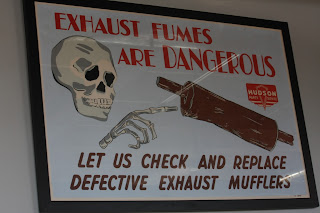 EXHAUST FUMES
ARE DANGEROUS
HUDSON
LET US CHECK AND REPLACE
DEFECTIVE EXHAUST MUFFLERS